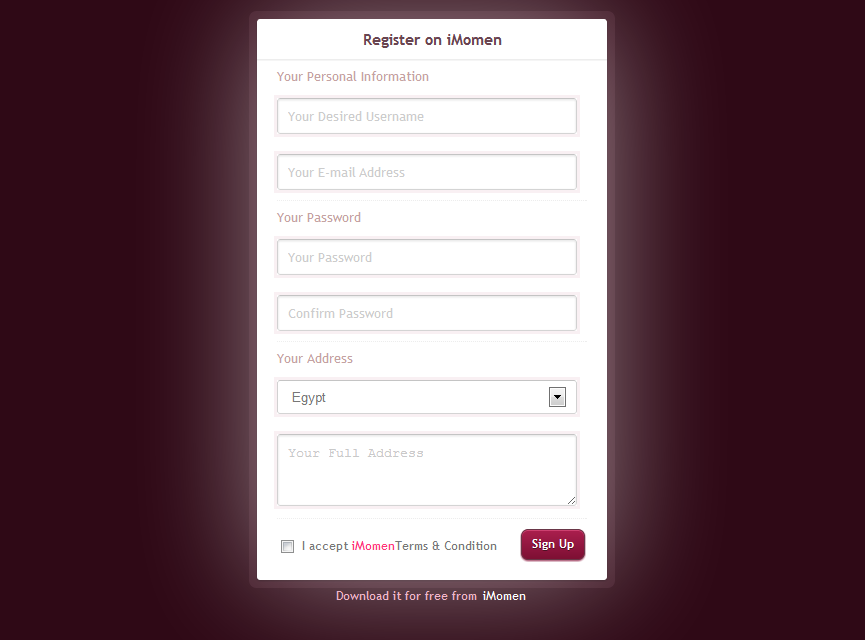 Register on iMomen
Your Personal Information
Your Desired Username
Your E-mail Address
Your Password
Your Password
Confirm Password
Your Address
Egypt
Your Full Address
I accept iMomenTerms & Condition
Sign Up
Download it for free from iMomen